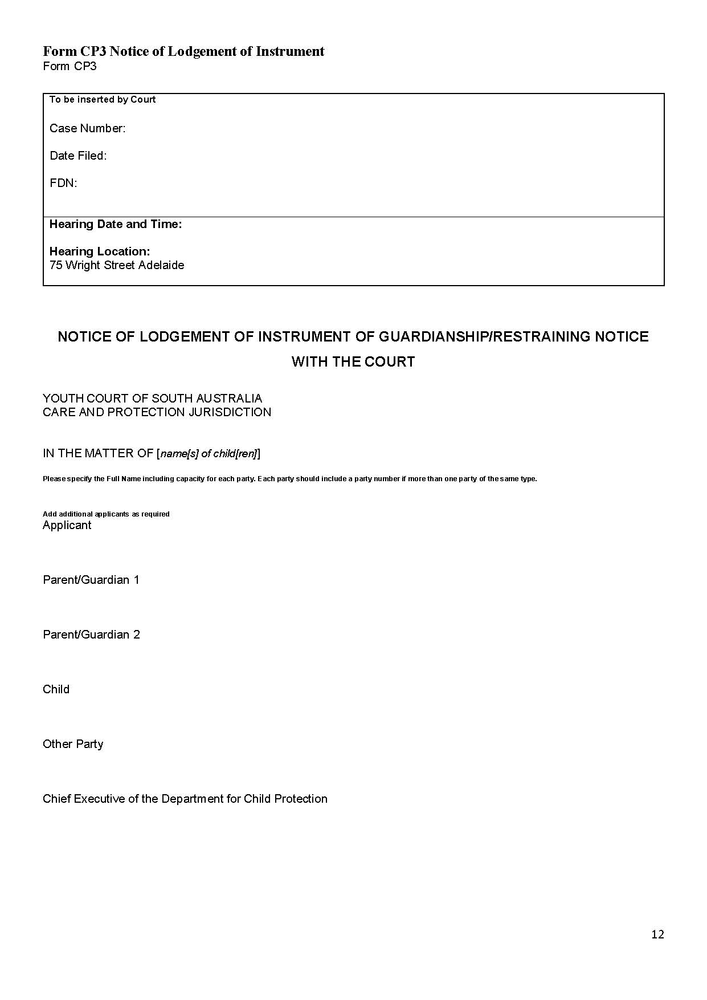 Form CP3 Notice of Lodgement of Instrument
Form CP3
To be inserted by Court
Case Number:
Date Filed:
FDN:
Hearing Date and Time:
Hearing Location:
75 Wright Street Adelaide
NOTICE OF LODGEMENT OF INSTRUMENT OF GUARDIANSHIP/RESTRAINING NOTICE
WITH THE COURT
YOUTH COURT OF SOUTH AUSTRALIA
CARE AND PROTECTION JURISDICTION
IN THE MATTER OF [name[s] of child[ren]]
Please specify the Full Name including capacity for each party. Each party should include a party number if more than one party of the same type.
Add additional applicants as required
Applicant
Parent/Guardian 1
Parent/Guardian 2
Child
Other Party
Chief Executive of the Department for Child Protection
12